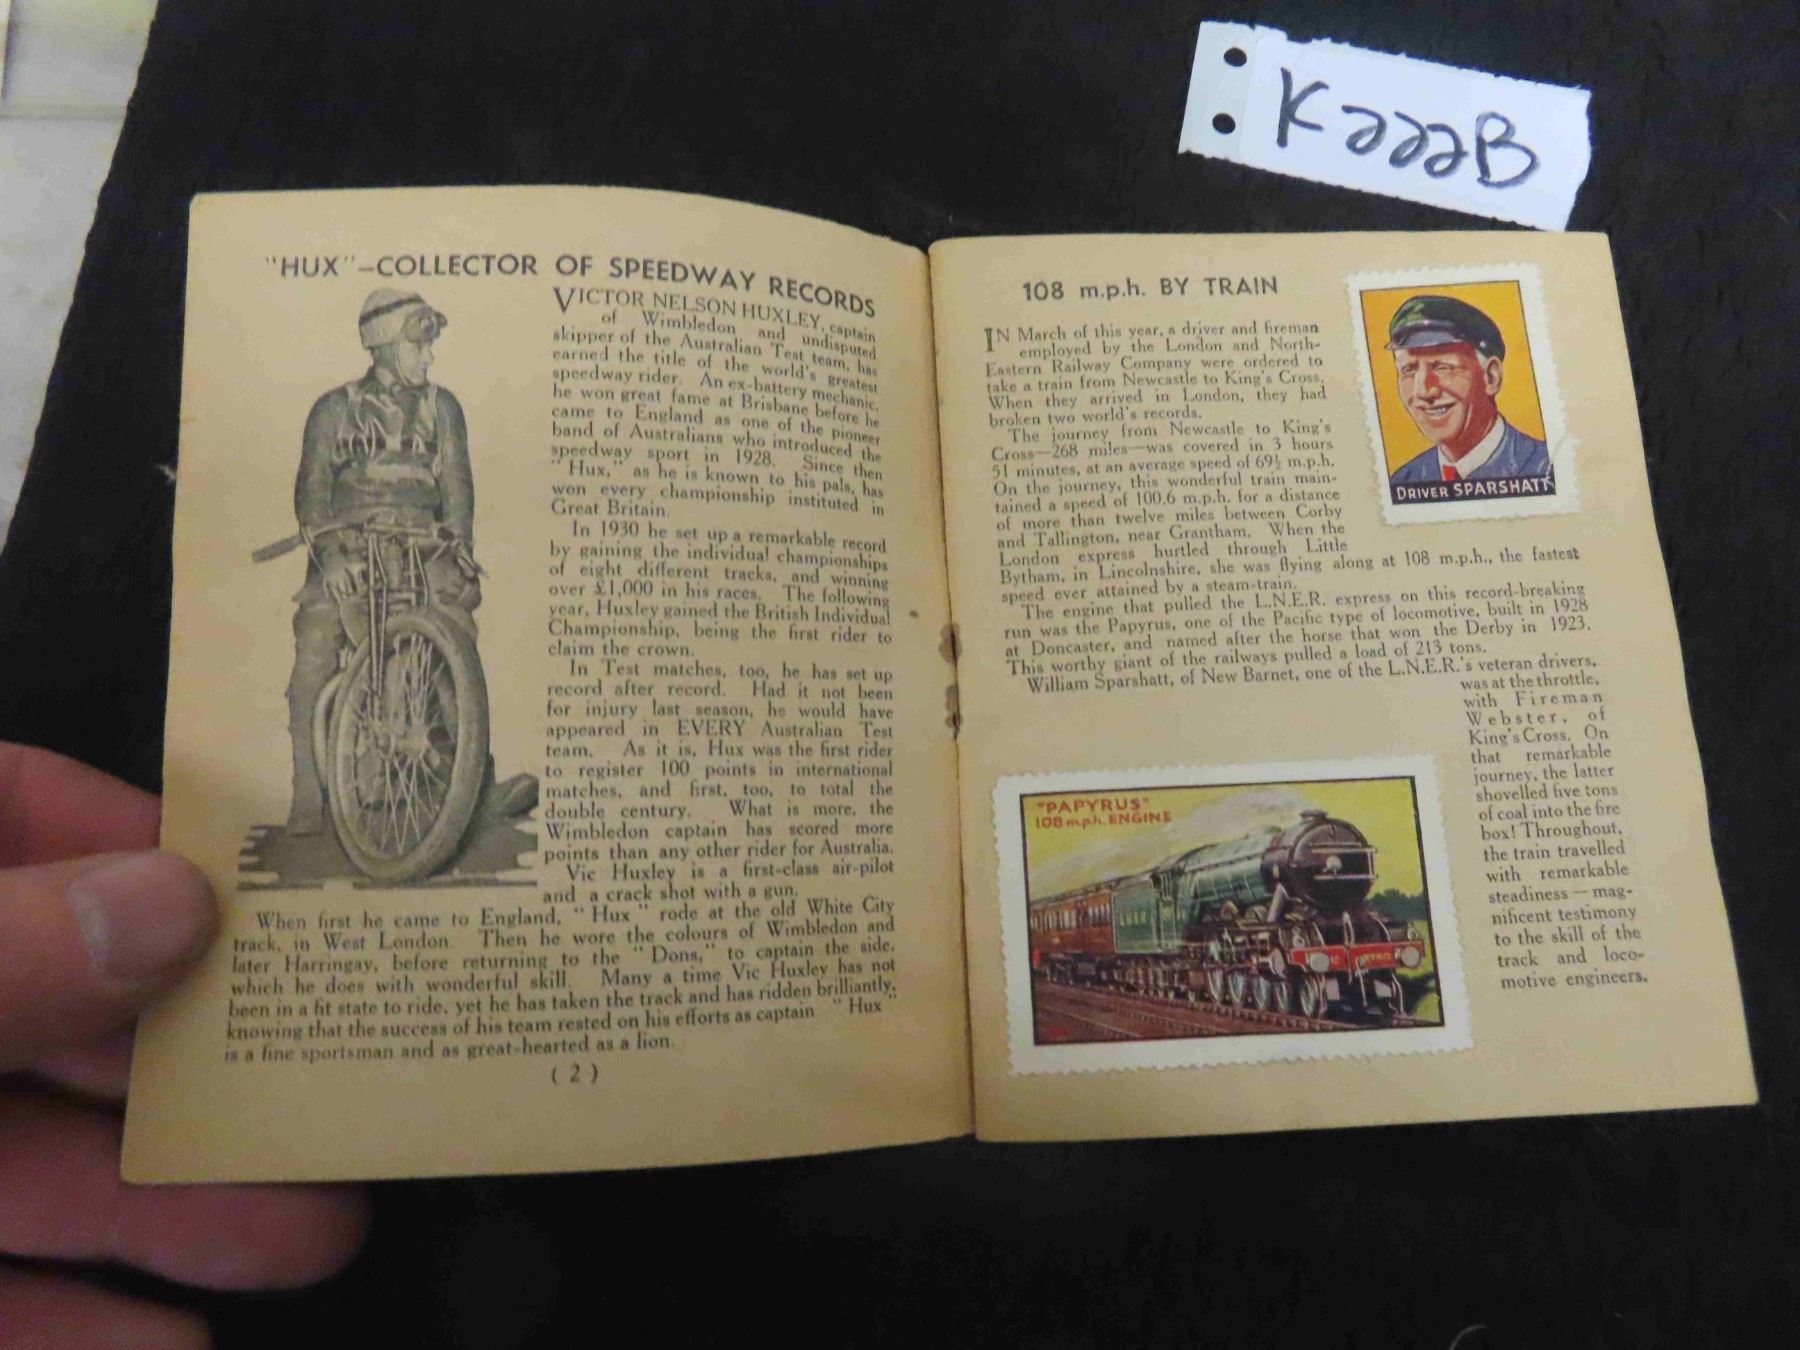 K222B
"HUX"—COLLECTOR OF SPEEDWAY RECORDS
VICTOR NELSON HUXLEY, captain
of Wimbledon and undisputed
skipper of the Australian Test team, has
earned the title of the world's greatest
speedway rider. An ex-battery mechanic,
he won great fame at Brisbane before he
came to England as one of the pioneer
band of Australians who introduced the
speedway sport in 1928. Since then
"Hux," as he is known to his pals, has
won every championship instituted in
Great Britain.
In 1930 he set up a remarkable record
by gaining the individual championships
of eight different tracks, and winning
over £1,000 in his races. The following
year, Huxley gained the British Individual
Championship, being the first rider to
claim the crown.
In Test matches, too, he has set up
record after record. Had it not been
for injury last season, he would have
appeared in EVERY Australian Test
team. As it is, Hux was the first rider
to register 100 points in international
matches, and first, too, to total the
double century. What is more, the
Wimbledon captain has scored more
points than any other rider for Australia.
Vic Huxley is a first-class air-pilot
and a crack shot with a gun.
When first he came to England, "Hux" rode at the old White City
track, in West London. Then he wore the colours of Wimbledon and
later Harringay, before returning to the "Dons," to captain the side,
which he does with wonderful skill. Many a time Vic Huxley has not
been in a fit state to ride, yet he has taken the track and has ridden brilliantly,
knowing that the success of his team rested on his efforts as captain "Hux"
is a fine sportsman and as great-hearted as a lion.
( 2 )
108 m.p.h. BY TRAIN
IN March of this year, a driver and fireman
employed by the London and North-
Eastern Railway Company were ordered to
take a train from Newcastle to King's Cross.
When they arrived in London, they had
broken two world's records.
The journey from Newcastle to King's
Cross—268 miles—was covered in 3 hours
51 minutes, at an average speed of 69½ m.p.h.
On the journey, this wonderful train main-
tained a speed of 100.6 m.p.h. for a distance
of more than twelve miles between Corby
and Tallington, near Grantham. When the
London express hurtled through Little
Bytham, in Lincolnshire, she was flying along at 108 m.p.h., the fastest
speed ever attained by a steam-train.
The engine that pulled the L.N.E.R. express on this record-breaking
run was the Papyrus, one of the Pacific type of locomotive, built in 1928
at Doncaster, and named after the horse that won the Derby in 1923.
This worthy giant of the railways pulled a load of 213 tons.
William Sparshatt, of New Barnet, one of the L.N.E.R.'s veteran drivers,
was at the throttle,
with Fireman
Webster, of
King's Cross. On
that remarkable
journey, the latter
shovelled five tons
of coal into the fire
box! Throughout,
the train travelled
with remarkable
steadiness—mag-
nificent testimony
to the skill of the
track and loco-
motive engineers.
DRIVER SPARSHATT
"PAPYRUS"
108 m.p.h. ENGINE